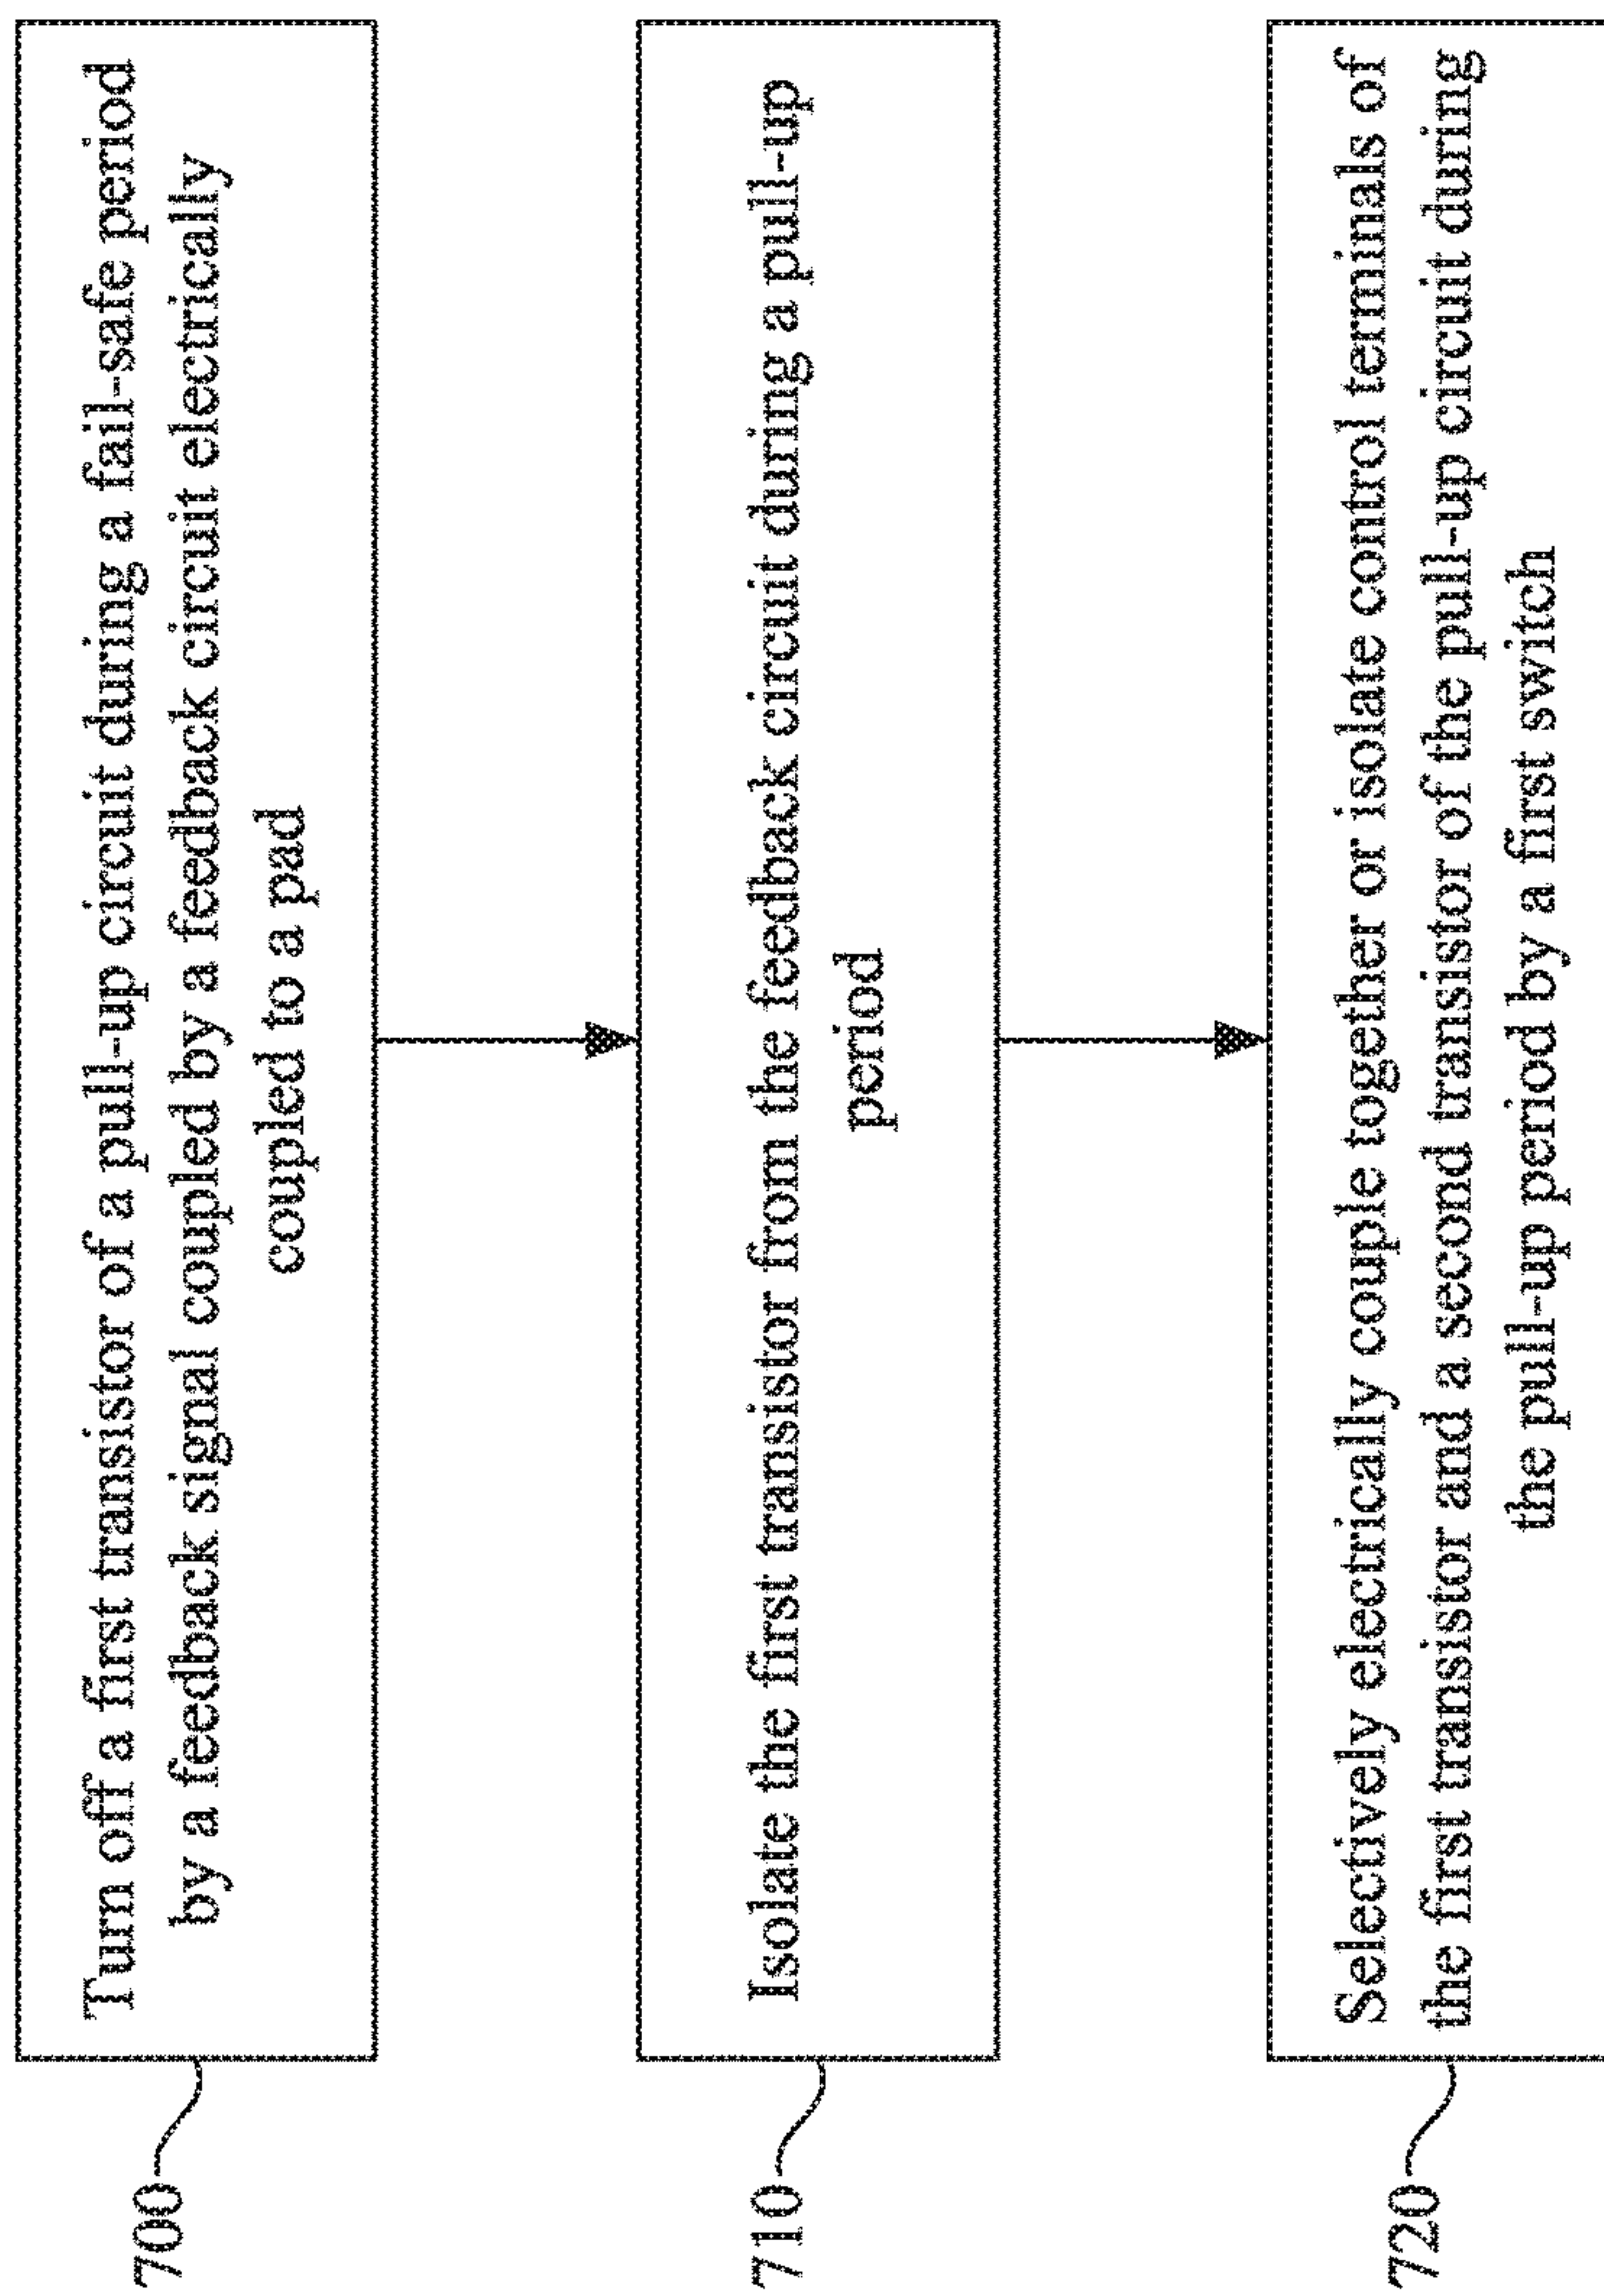 700
Turn off a first transistor of a pull-up circuit during a fail-safe period
by a feedback signal coupled by a feedback circuit electrically
coupled to a pad
710
Isolate the first transistor from the feedback circuit during a pull-up
period
720
Selectively electrically couple together or isolate control terminals of
the first transistor and a second transistor of the pull-up circuit during
the pull-up period by a first switch